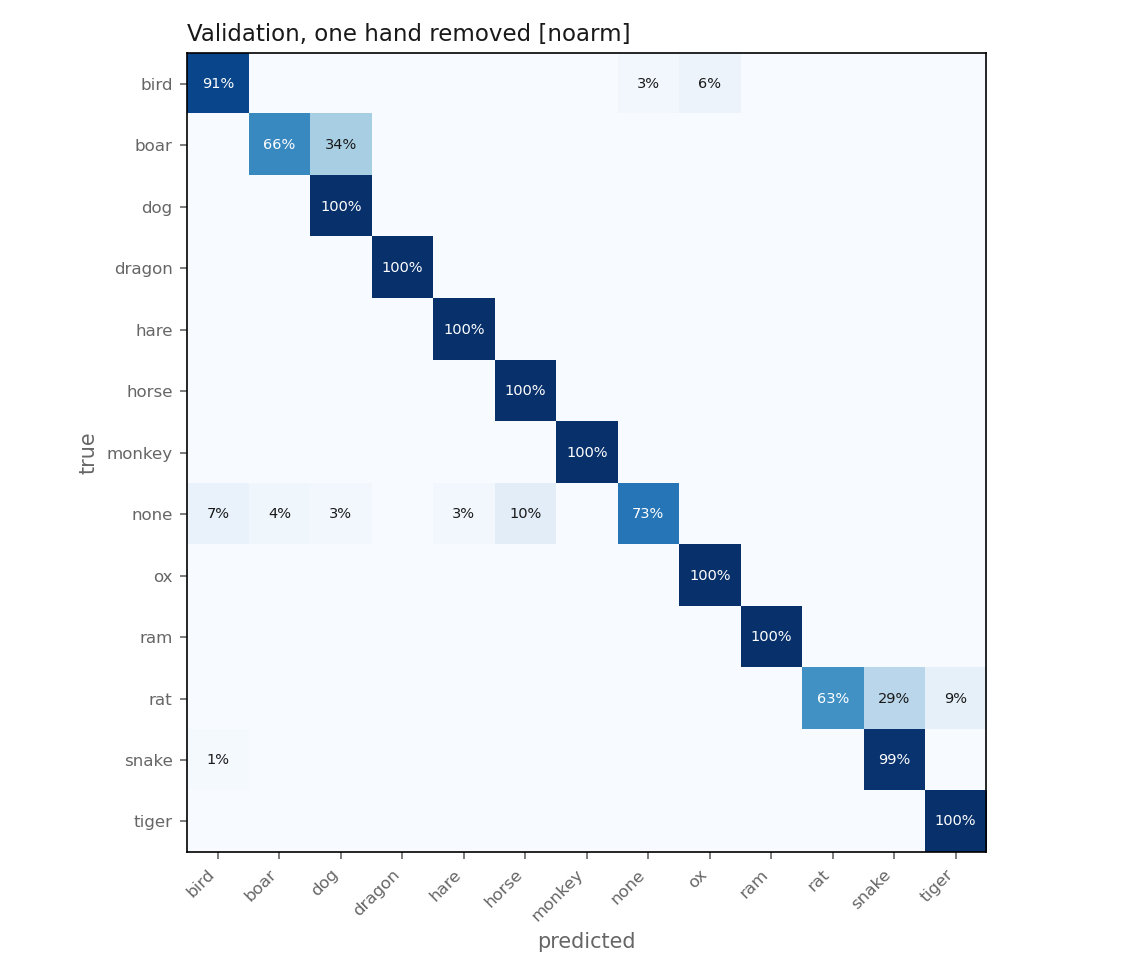 Validation, one hand removed [noarm]
bird 91% 3% 6%
boar 66% 34%
dog 100%
dragon 100%
hare 100%
horse 100%
monkey 100%
none 7% 4% 3% 3% 10% 73%
ox 100%
ram 100%
rat 63% 29% 9%
snake 1% 99%
tiger 100%
true
bird boar dog dragon hare horse monkey none ox ram rat snake tiger
predicted